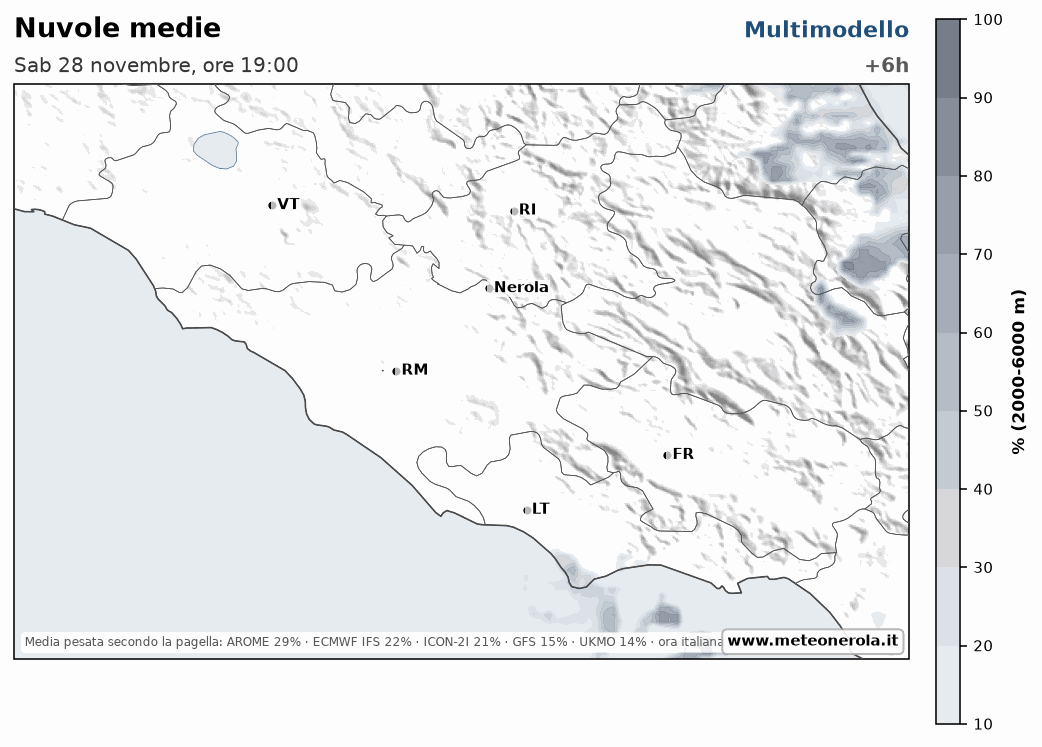 Nuvole medie
Multimodello
Sab 28 novembre, ore 19:00
+6h
VT
RI
Nerola
RM
FR
LT
Media pesata secondo la pagella: AROME 29% · ECMWF IFS 22% · ICON-2I 21% · GFS 15% · UKMO 14% · ora italiana
www.meteonerola.it
100
90
80
70
60
50
40
30
20
10
% (2000-6000 m)